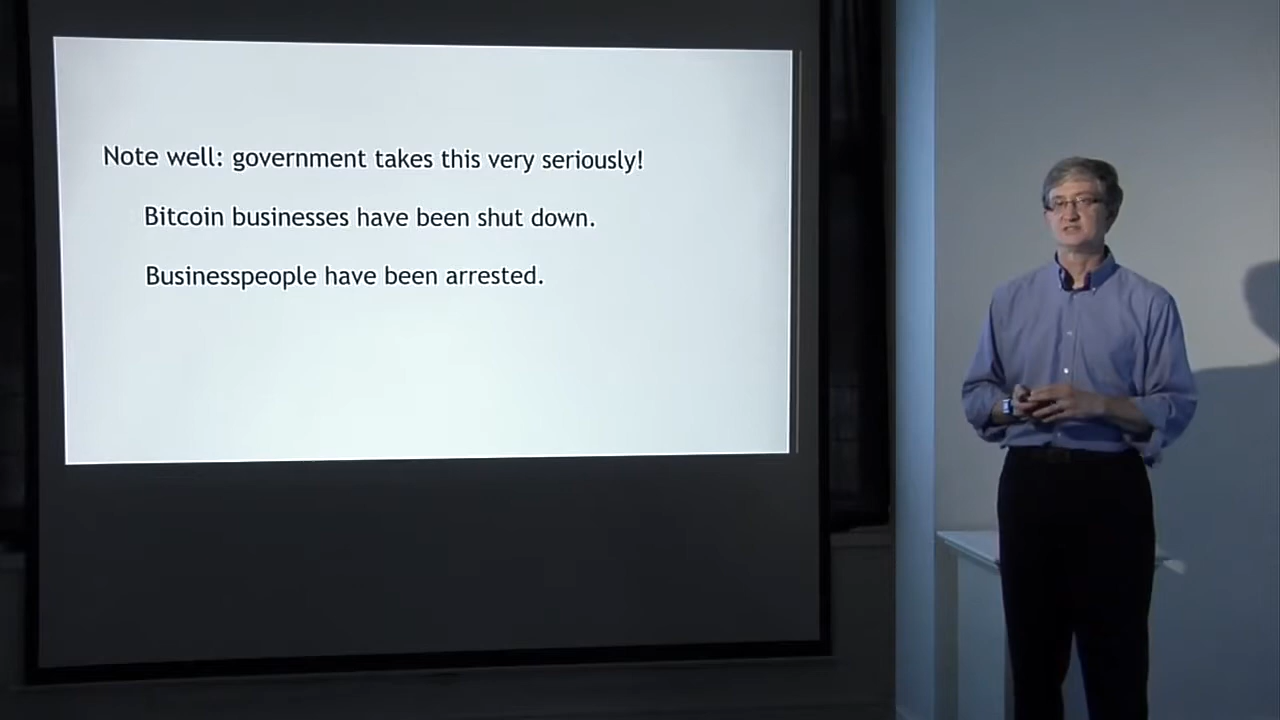 Note well: government takes this very seriously!
Bitcoin businesses have been shut down.
Businesspeople have been arrested.